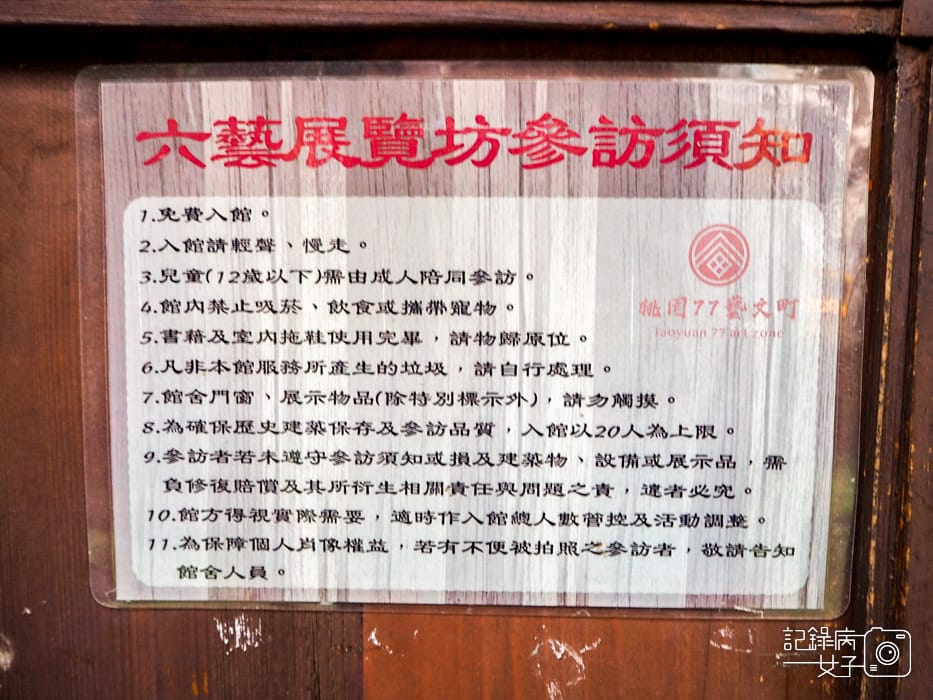 六藝展覽坊參訪須知
1.免費入館。
2.入館請輕聲、慢走。
3.兒童(12歲以下)需由成人陪同參訪。
4.館內禁止吸菸、飲食或攜帶寵物。
桃園77藝文町
Taoyuan 77 art zone
5.書籍及室內拖鞋使用完畢，請物歸原位。
6.凡非本館服務所產生的垃圾，請自行處理。
7.館舍門窗、展示物品(除特別標示外)，請勿觸摸。
8.為確保歷史建築保存及參訪品質，入館以20人為上限。
9.參訪者若未遵守參訪須知或損及建築物、設備或展示品，需
負修復賠償及其所衍生相關責任與問題之責，違者必究。
10.館方得視實際需要，適時作入館總人數管控及活動調整。
11.為保障個人肖像權益，若有不便被拍照之參訪者，敬請告知
館舍人員。
記錄病
女子